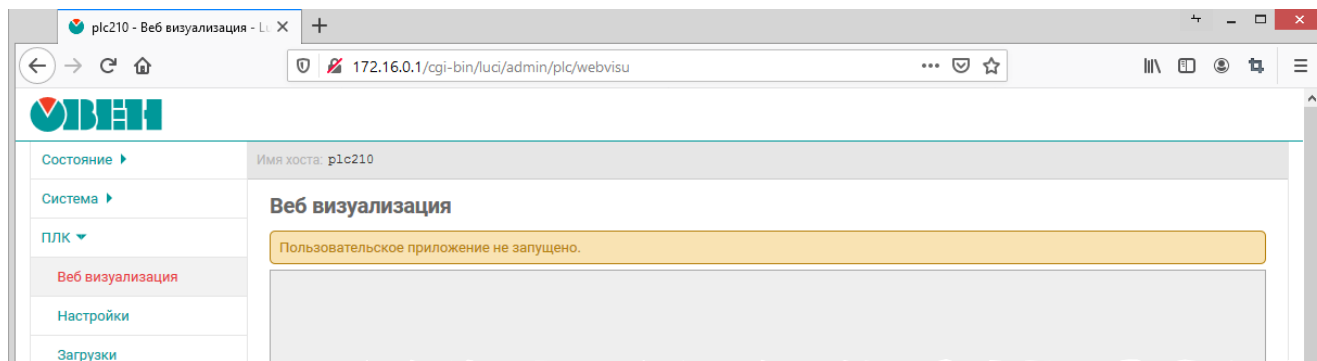 plc210 - Веб визуализация - Lu
172.16.0.1/cgi-bin/luci/admin/plc/webvisu
ОВЕН
Состояние
Имя хоста: plc210
Система
Веб визуализация
ПЛК
Пользовательское приложение не запущено.
Веб визуализация
Настройки
Загрузки